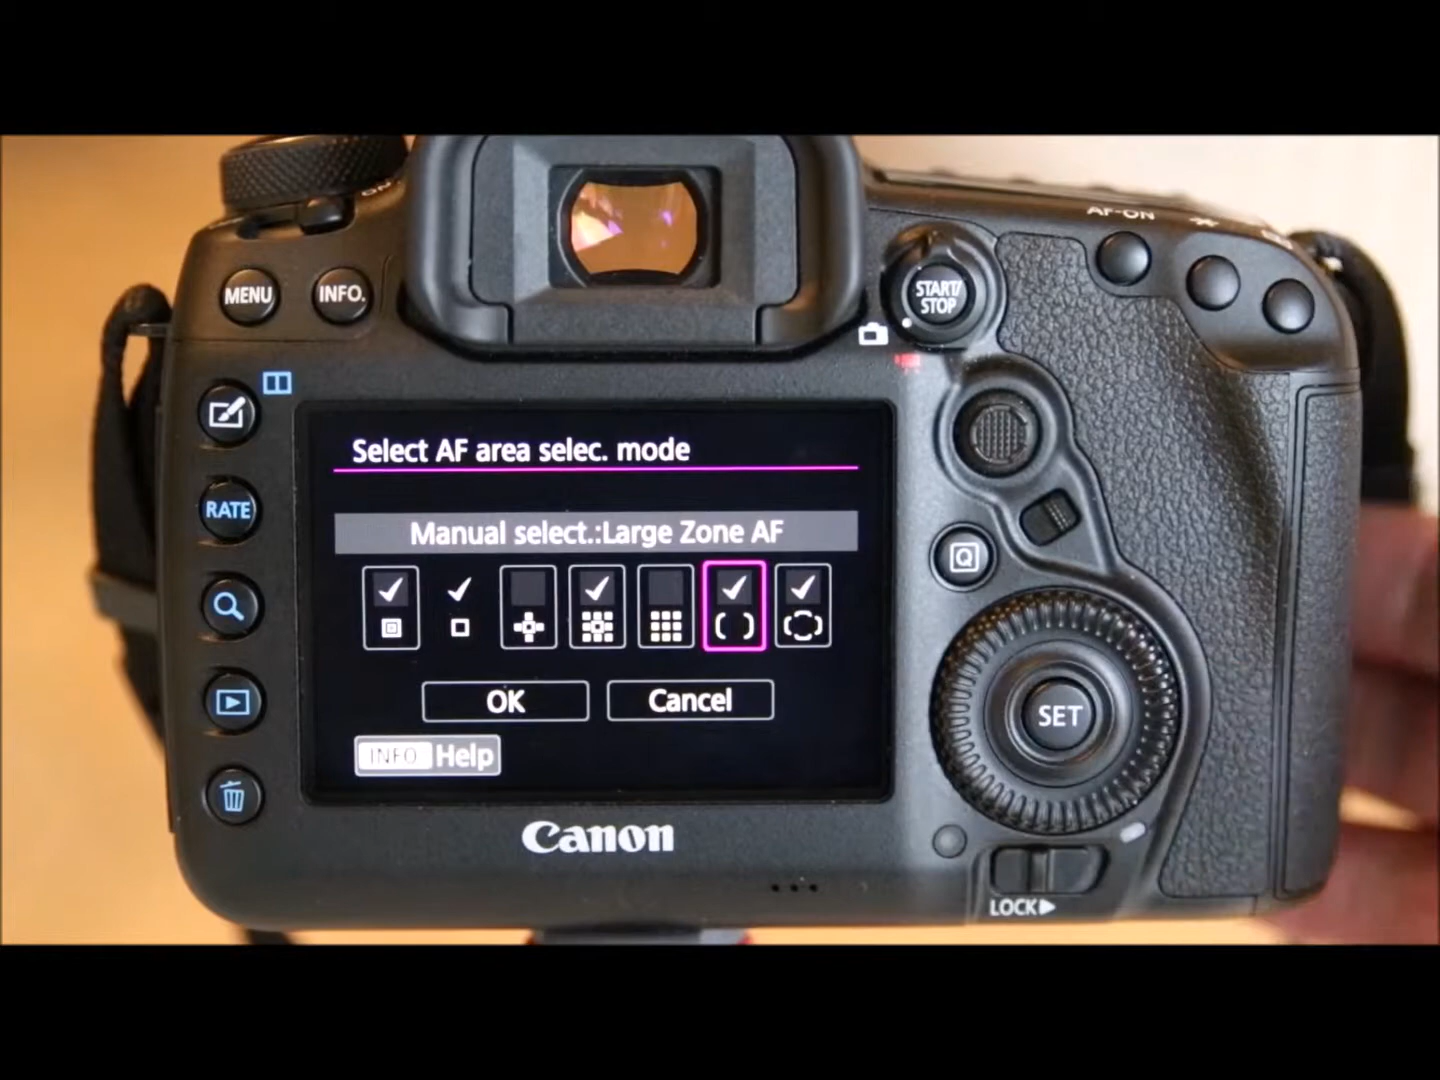 AF-ON
MENU
INFO.
START/
STOP
RATE
Select AF area selec. mode
Manual select.:Large Zone AF
OK
Cancel
INFO Help
Q
SET
Canon
LOCK